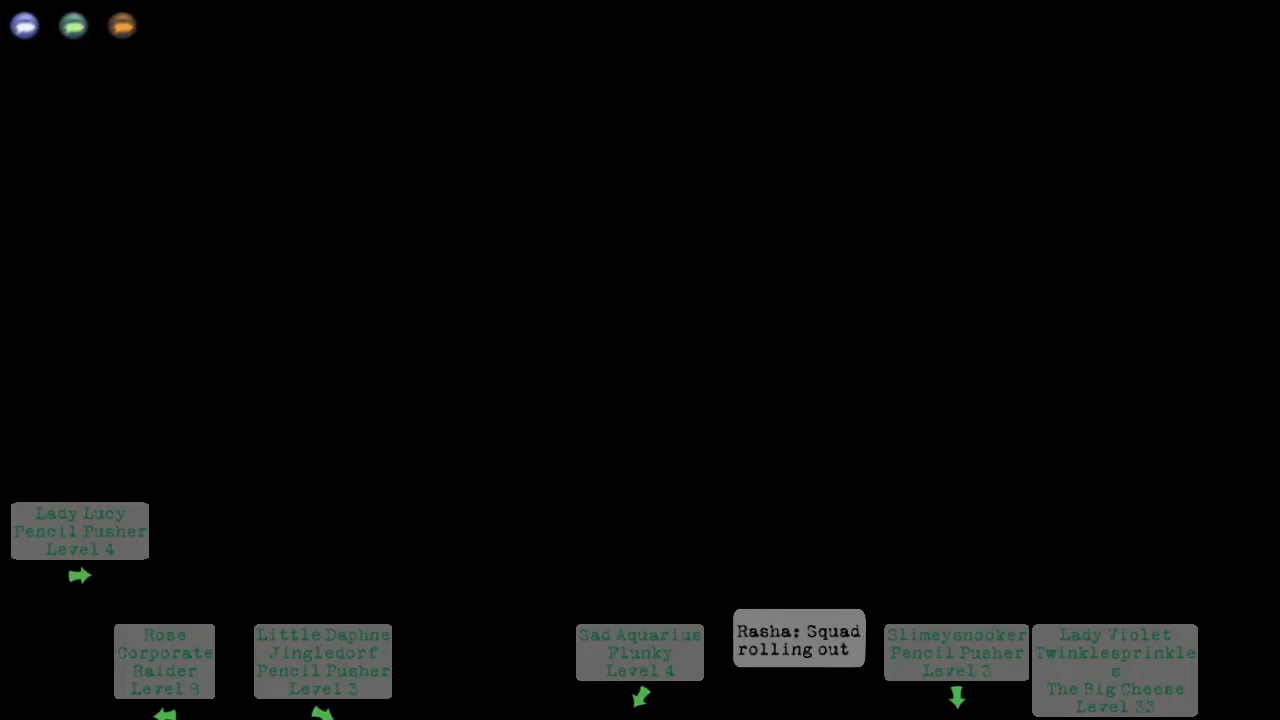 Lady Lucy
Pencil Pusher
Level 4
Rose
Corporate
Raider
Level 8
Little Daphne
Jingledorf
Pencil Pusher
Level 3
Sad Aquarius
Flunky
Level 4
Rasha: Squad
rolling out
Slimeysnooker
Pencil Pusher
Level 3
Lady Violet
Twinklesprinkle
s
The Big Cheese
Level 33